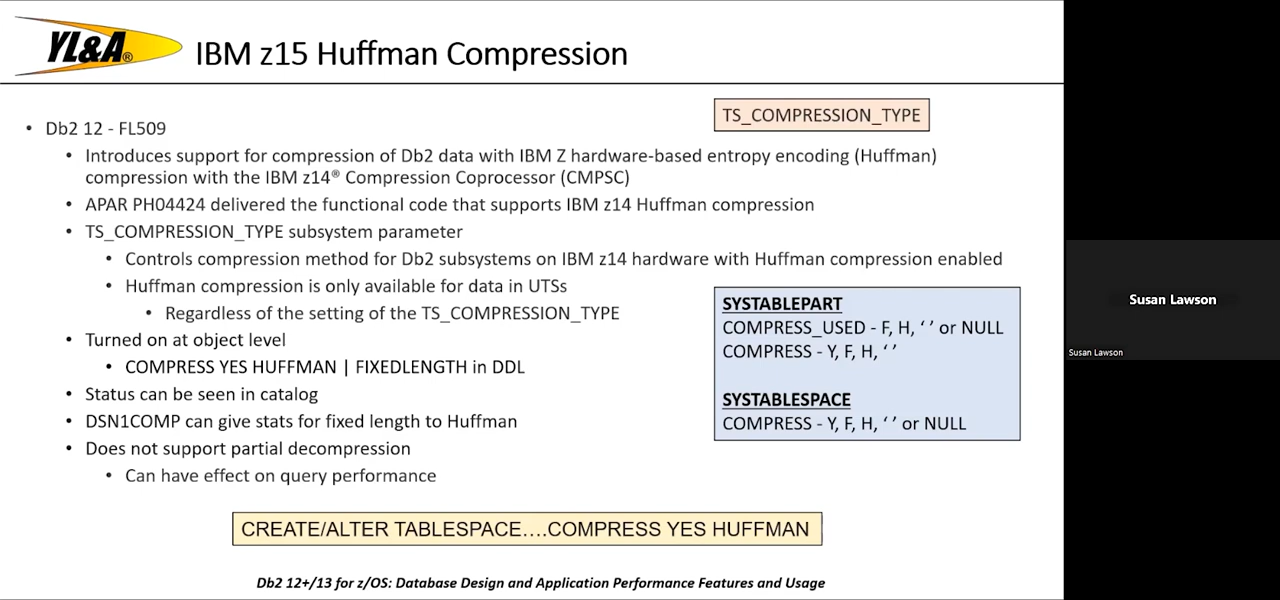 YL&A®
IBM z15 Huffman Compression
TS_COMPRESSION_TYPE
• Db2 12 - FL509
• Introduces support for compression of Db2 data with IBM Z hardware-based entropy encoding (Huffman)
compression with the IBM z14® Compression Coprocessor (CMPSC)
• APAR PH04424 delivered the functional code that supports IBM z14 Huffman compression
• TS_COMPRESSION_TYPE subsystem parameter
• Controls compression method for Db2 subsystems on IBM z14 hardware with Huffman compression enabled
• Huffman compression is only available for data in UTSs
• Regardless of the setting of the TS_COMPRESSION_TYPE
• Turned on at object level
• COMPRESS YES HUFFMAN | FIXEDLENGTH in DDL
• Status can be seen in catalog
• DSN1COMP can give stats for fixed length to Huffman
• Does not support partial decompression
• Can have effect on query performance
SYSTABLEPART
COMPRESS_USED - F, H, ‘ ’ or NULL
COMPRESS - Y, F, H, ‘ ’
SYSTABLESPACE
COMPRESS - Y, F, H, ‘ ’ or NULL
CREATE/ALTER TABLESPACE….COMPRESS YES HUFFMAN
Db2 12+/13 for z/OS: Database Design and Application Performance Features and Usage
Susan Lawson
Susan Lawson